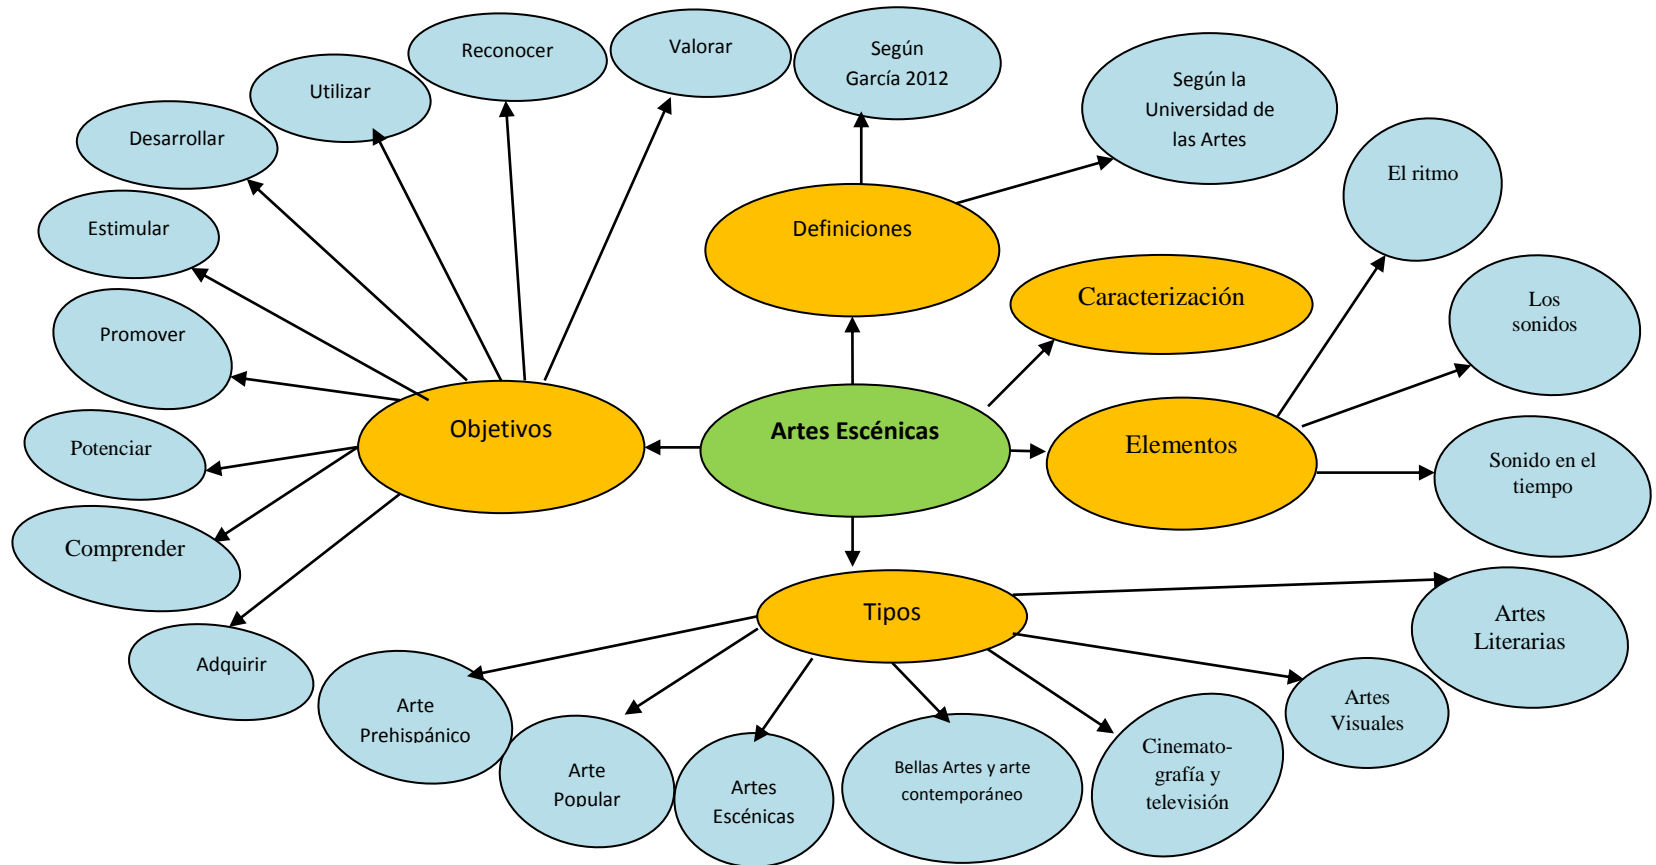 Reconocer
Valorar
Según
García 2012
Utilizar
Según la
Universidad de
las Artes
Desarrollar
El ritmo
Estimular
Definiciones
Caracterización
Los
sonidos
Promover
Objetivos
Artes Escénicas
Elementos
Potenciar
Sonido en el
tiempo
Comprender
Tipos
Artes
Literarias
Adquirir
Arte
Prehispánico
Arte
Popular
Artes
Escénicas
Bellas Artes y arte
contemporáneo
Cinemato-
grafía y
televisión
Artes
Visuales